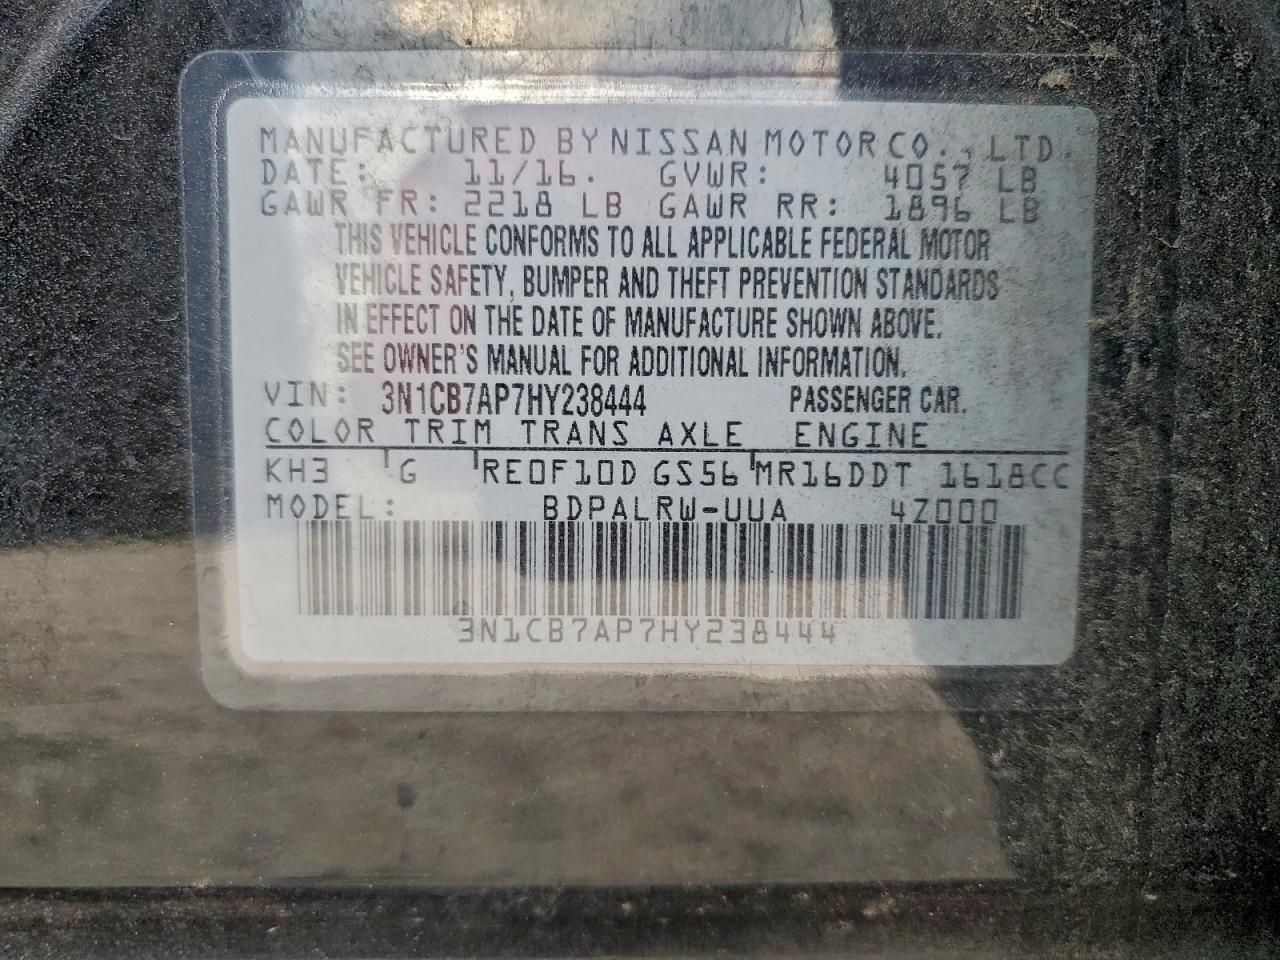 MANUFACTURED BY NISSAN MOTOR CO., LTD.
DATE: 11/16. GVWR: 4057 LB
GAWR FR: 2218 LB GAWR RR: 1896 LB
THIS VEHICLE CONFORMS TO ALL APPLICABLE FEDERAL MOTOR
VEHICLE SAFETY, BUMPER AND THEFT PREVENTION STANDARDS
IN EFFECT ON THE DATE OF MANUFACTURE SHOWN ABOVE.
SEE OWNER'S MANUAL FOR ADDITIONAL INFORMATION.
VIN: 3N1CB7AP7HY238444 PASSENGER CAR.
COLOR TRIM TRANS AXLE ENGINE
KH3 G RE0F10D GS56 MR16DDT 1618CC
MODEL: BDPALRW-UUA 4Z000
3N1CB7AP7HY238444